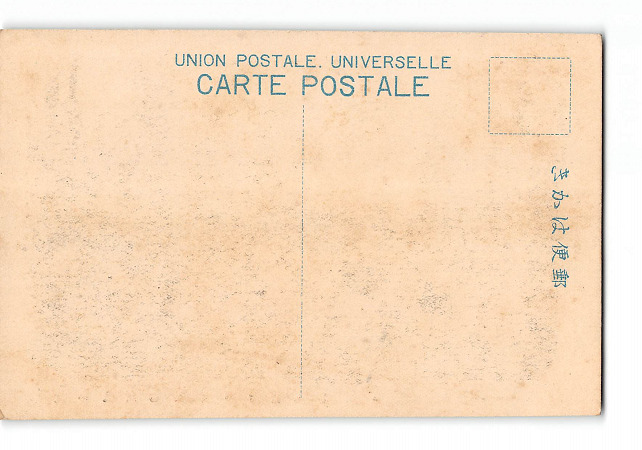 UNION POSTALE. UNIVERSELLE
CARTE POSTALE
郵便はかき